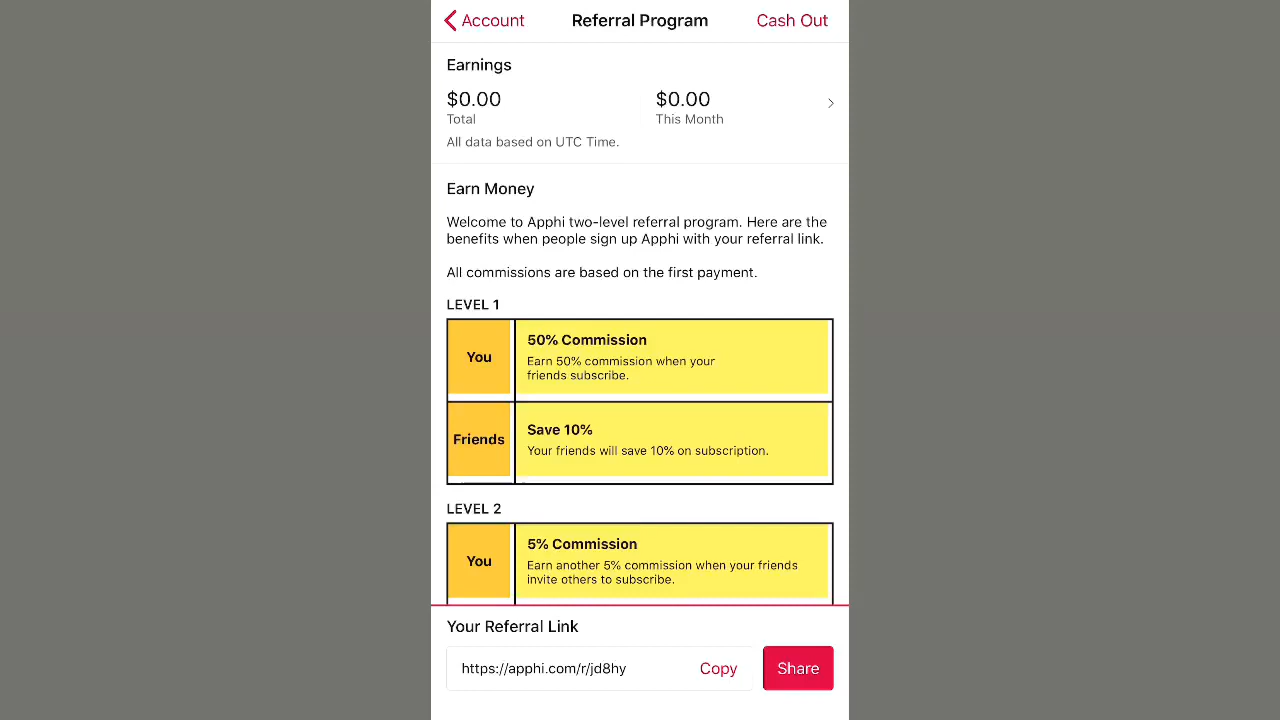 Account
Referral Program
Cash Out
Earnings
$0.00
$0.00
Total
This Month
All data based on UTC Time.
Earn Money
Welcome to Apphi two-level referral program. Here are the
benefits when people sign up Apphi with your referral link.
All commissions are based on the first payment.
LEVEL 1
You
50% Commission
Earn 50% commission when your
friends subscribe.
Friends
Save 10%
Your friends will save 10% on subscription.
LEVEL 2
You
5% Commission
Earn another 5% commission when your friends
invite others to subscribe.
Your Referral Link
https://apphi.com/r/jd8hy
Copy
Share